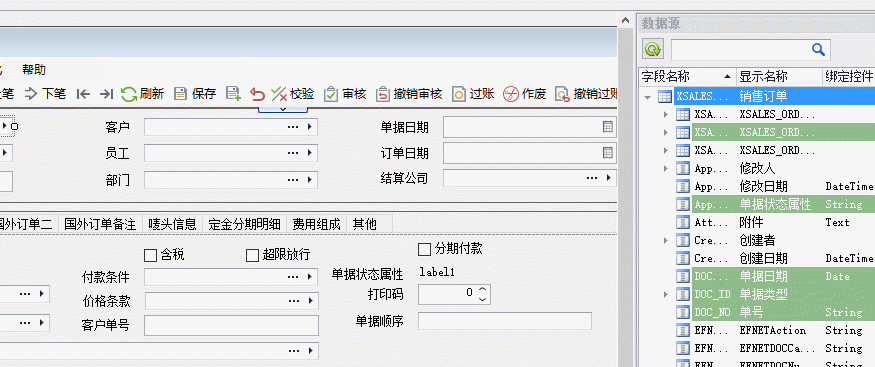 数据源
帮助
字段名称 显示名称 绑定控件
笔 下笔 刷新 保存 校验 审核 撤销审核 过账 作废 撤销过账
XSALES... 销售订单
XSA... XSALES_ORD...
客户 单据日期
XSA... XSALES_ORD...
员工 订单日期
XSA... XSALES_ORD...
App... 修改人
部门 结算公司
App... 修改日期 DateTime
App... 单据状态属性 String
国外订单二 国外订单备注 唛头信息 定金分期明细 费用组成 其他
Att... 附件 Text
Cre... 创建者
含税 超限放行 分期付款
Cre... 创建日期 DateTime
付款条件 单据状态属性 label1
DOC... 单据日期 Date
价格条款 打印码 0
DOC_ID 单据类型
DOC_NO 单号 String
客户单号 单据顺序
EFN... EFNETAction String
EFN... EFNETDOCCa... String
EFN... EFNETDOCNu... String